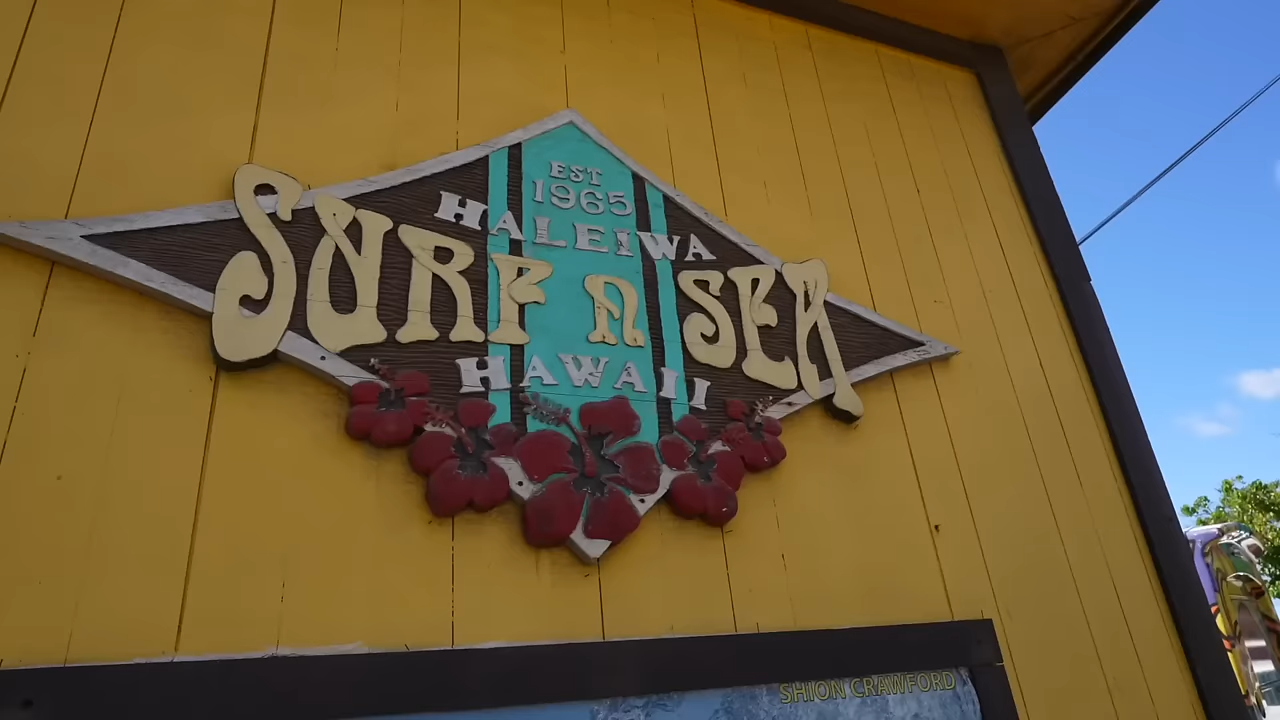 EST
1965
HALEIWA
SURF N SEA
HAWAII
SHION CRAWFORD